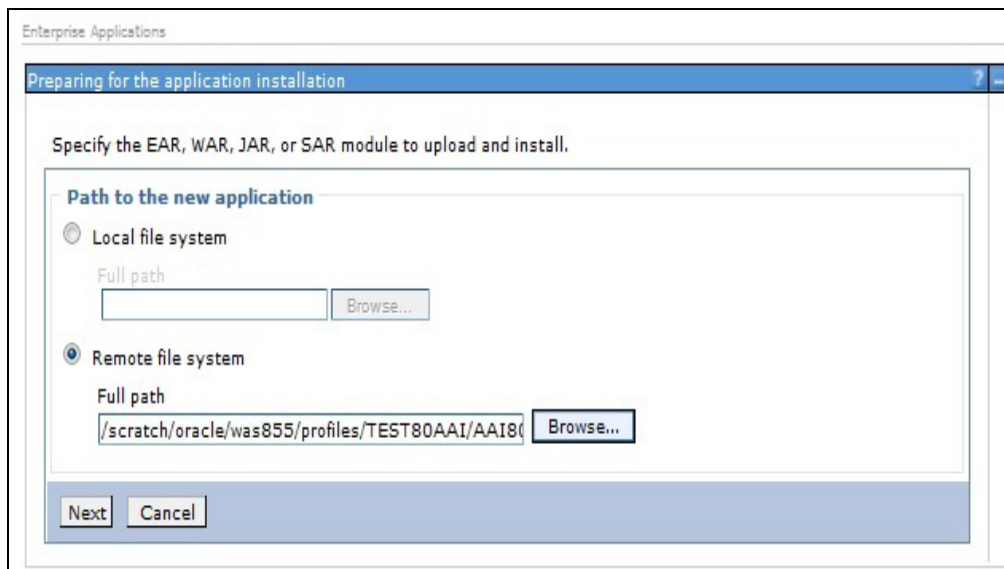 Enterprise Applications
Preparing for the application installation ? –
Specify the EAR, WAR, JAR, or SAR module to upload and install.
Path to the new application
Local file system
Full path
Browse...
Remote file system
Full path
/scratch/oracle/was855/profiles/TEST80AAI/AAI80 Browse...
Next Cancel